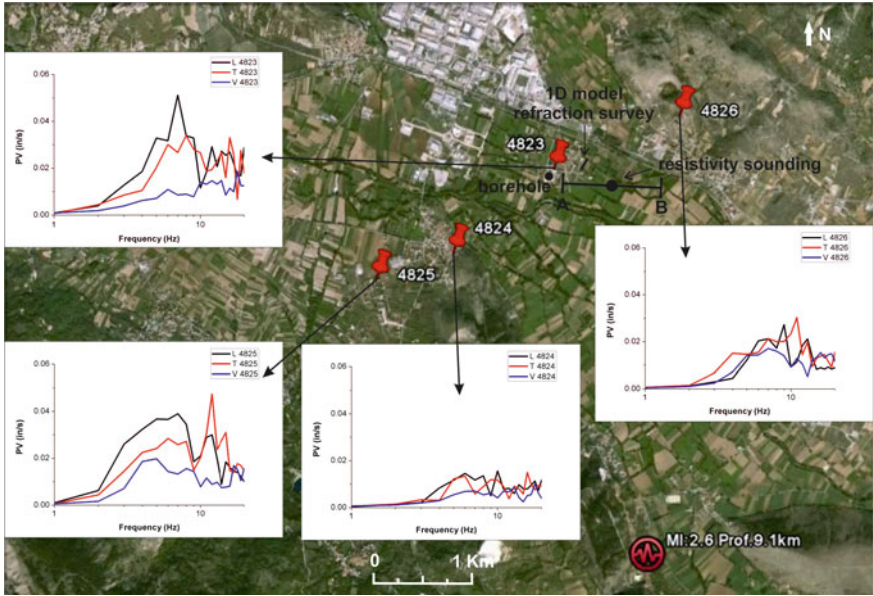 L 4823
T 4823
V 4823
0.06
0.04
0.02
0.00
PV (in/s)
1
10
Frequency (Hz)
N
4826
1D model
refraction survey
4823
resistivity sounding
borehole
A
B
4824
4825
L 4826
T 4826
V 4826
0.06
0.04
0.02
0.00
PV (in/s)
1
10
Frequency (Hz)
L 4825
T 4825
V 4825
0.06
0.04
0.02
0.00
PV (in/s)
1
10
Frequency (Hz)
L 4824
T 4824
V 4824
0.06
0.04
0.02
0.00
PV (in/s)
1
10
Frequency (Hz)
Ml:2.6 Prof.9.1km
0
1 Km